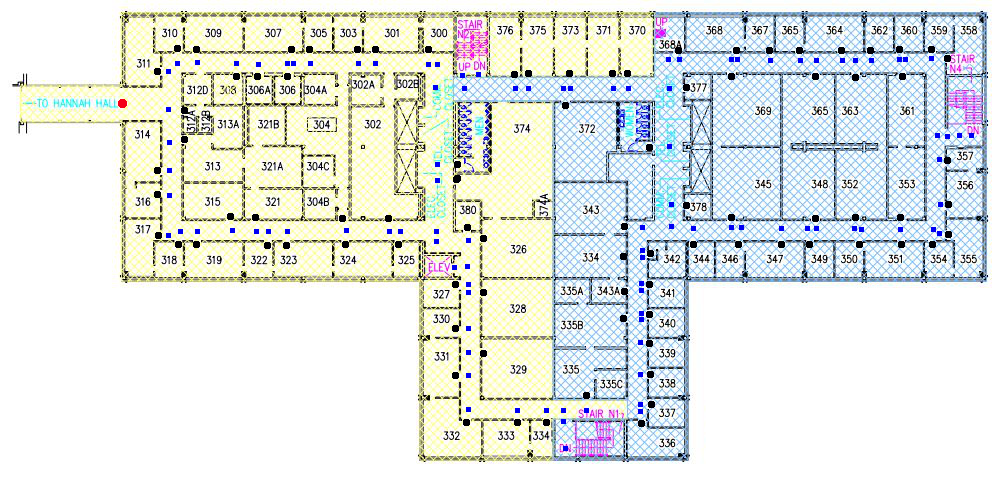 310 309 307 305 303 301 300 STAIR 376 375 373 371 370 UP 368 367 365 364 362 360 359 358
368A
311 UP DN STAIR
N4
312D 303 306A 306 304A 302A 302B 377
TO HANNAH HALL
312A 312B 313A 321B 304 302 MEN 374 372 369 365 363 361
314 DN
313 321A 304C 357
316 315 321 304B 380 374A 343 378 345 348 352 353 356
317
318 319 322 323 324 325 ELEV 326 334 342 344 346 347 349 350 351 354 355
327 335A 343A 341
330 328 335B 340
331 329 335 335C 339
338
STAIR N1 337
332 333 334 DN 336